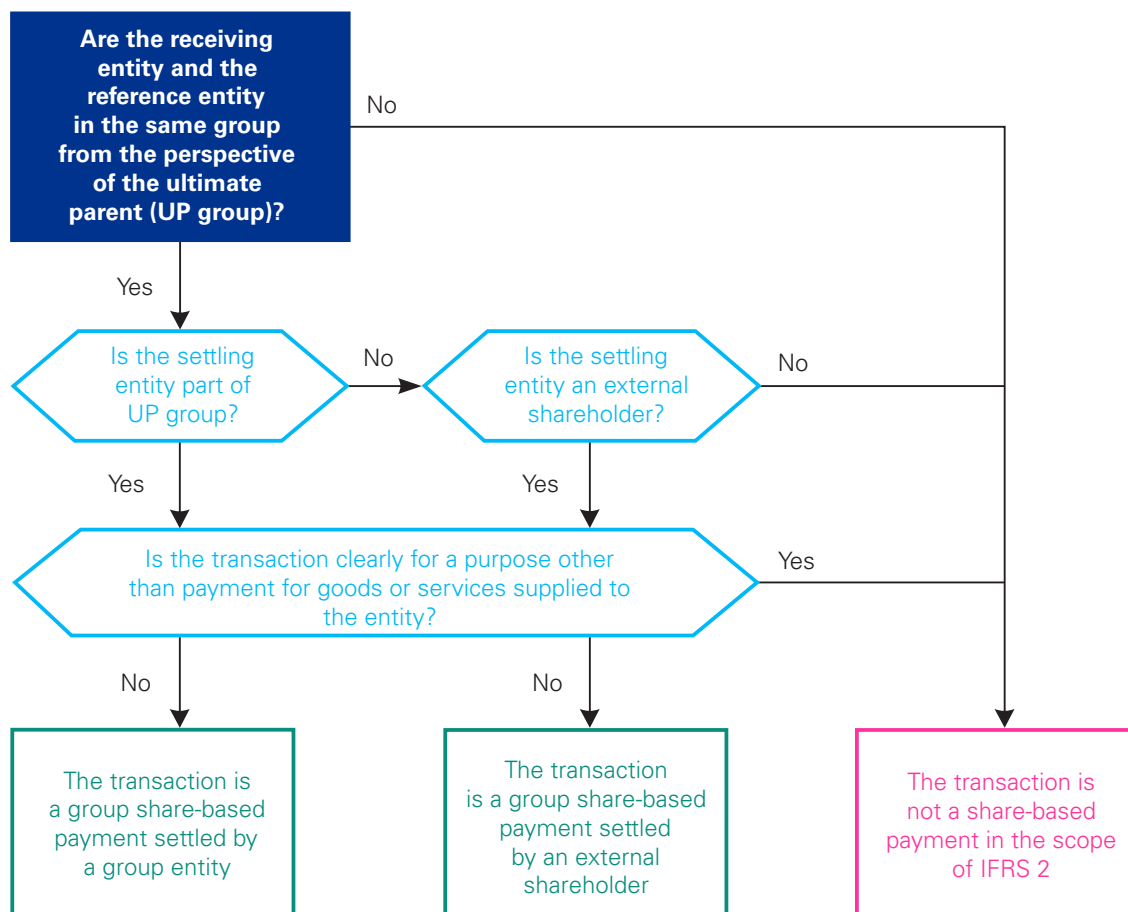 Are the receiving
entity and the
reference entity
in the same group
from the perspective
of the ultimate
parent (UP group)?
No
Yes
Is the settling
entity part of
UP group?
No
Is the settling
entity an external
shareholder?
No
Yes
Yes
Is the transaction clearly for a purpose other
than payment for goods or services supplied to
the entity?
Yes
No
No
The transaction is
a group share-based
payment settled by
a group entity
The transaction
is a group share-based
payment settled
by an external
shareholder
The transaction is
not a share-based
payment in the scope
of IFRS 2